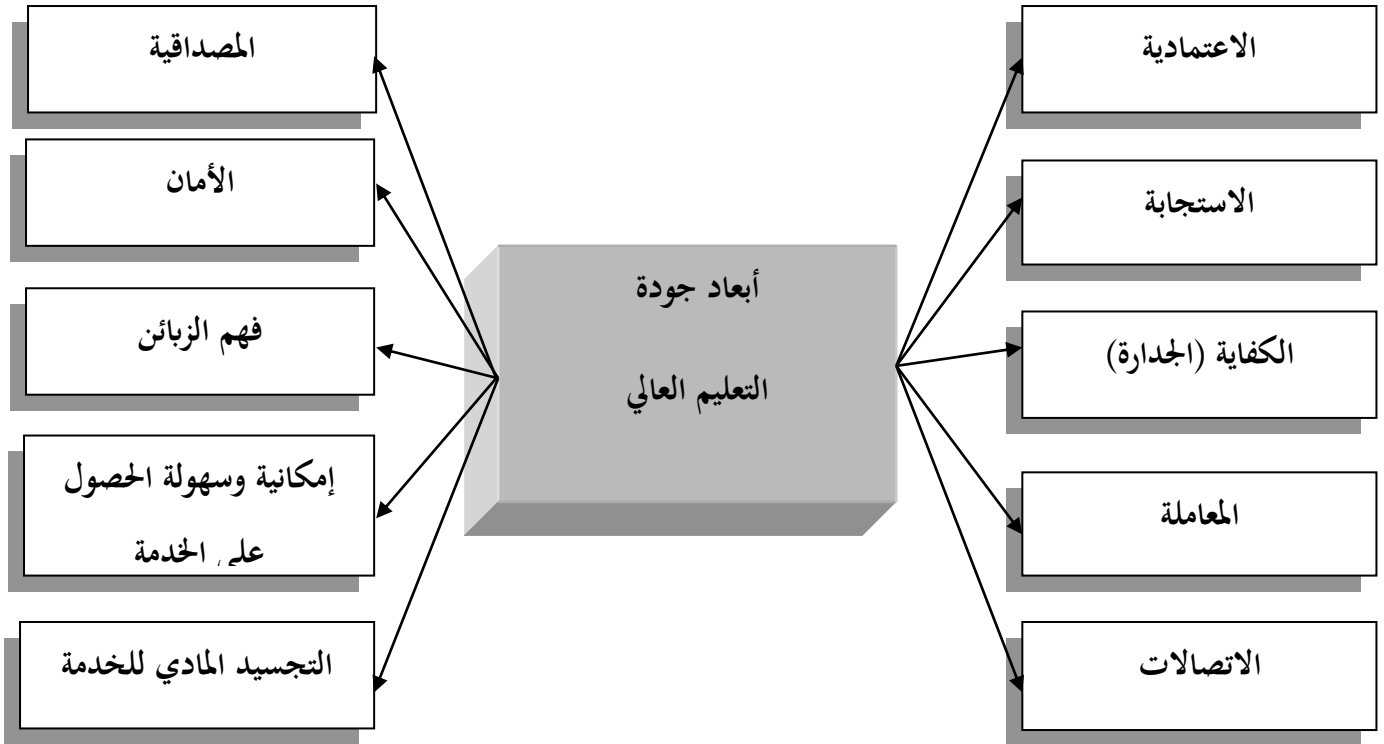 أبعاد جودة
التعليم العالي
الاعتمادية
الاستجابة
الكفاية (الجدارة)
المعاملة
الاتصالات
المصداقية
الأمان
فهم الزبائن
إمكانية وسهولة الحصول
على الخدمة
التجسيد المادي للخدمة